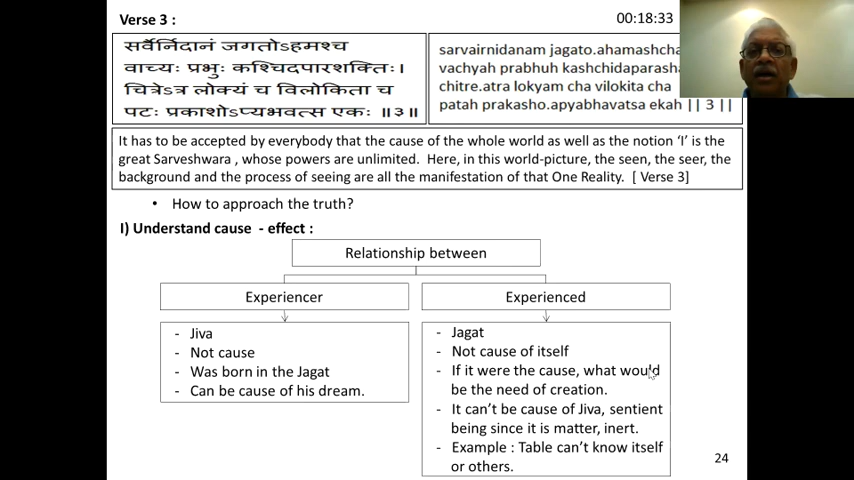 Verse 3 :
00:18:33
सर्वैर्निदानं जगतोऽहमश्च
वाच्यः प्रभुः कश्चिदपारशक्तिः।
चित्रेऽत्र लोक्यं च विलोकिता च
पटः प्रकाशोऽप्यभवत्स एकः ॥3॥
sarvairnidanam jagato.ahamashcha
vachyah prabhuh kashchidaparasha
chitre.atra lokyam cha vilokita cha
patah prakasho.apyabhavatsa ekah || 3 ||
It has to be accepted by everybody that the cause of the whole world as well as the notion ‘I’ is the
great Sarveshwara , whose powers are unlimited. Here, in this world-picture, the seen, the seer, the
background and the process of seeing are all the manifestation of that One Reality. [ Verse 3]
• How to approach the truth?
I) Understand cause - effect :
Relationship between
Experiencer
- Jiva
- Not cause
- Was born in the Jagat
- Can be cause of his dream.
Experienced
- Jagat
- Not cause of itself
- If it were the cause, what would
be the need of creation.
- It can’t be cause of Jiva, sentient
being since it is matter, inert.
- Example : Table can’t know itself
or others.
24